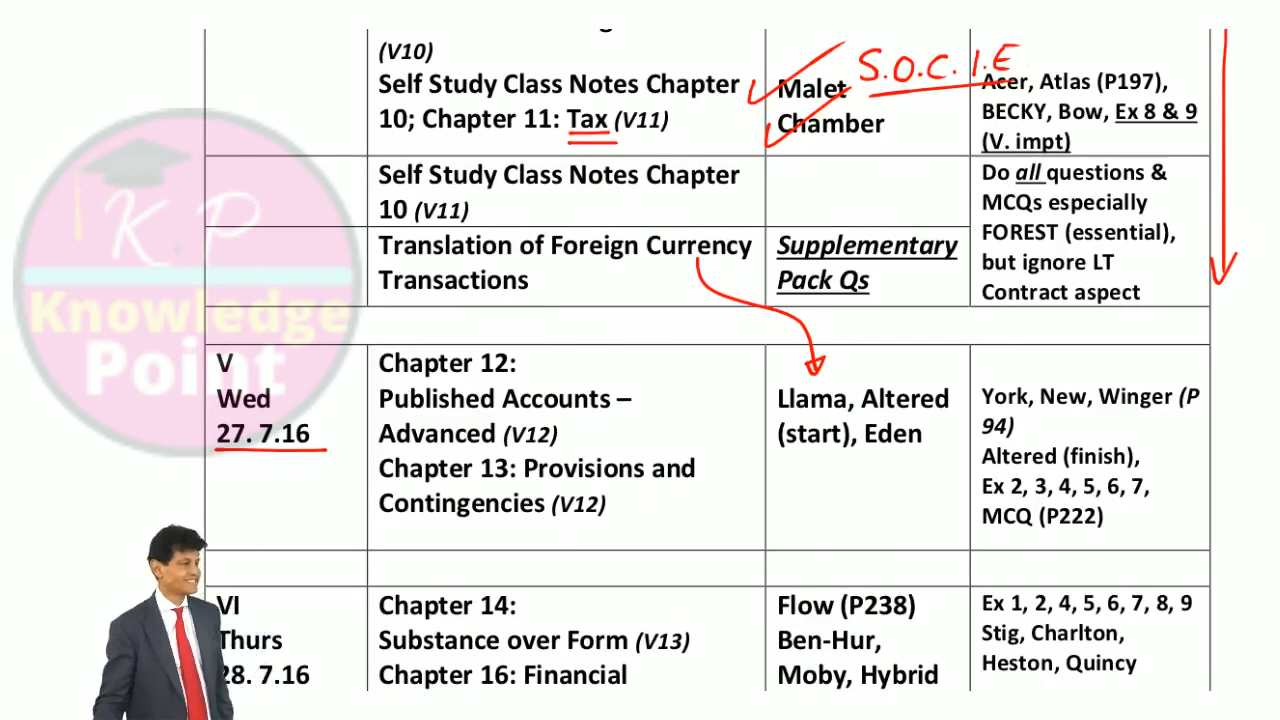 (V10)
Self Study Class Notes Chapter
10; Chapter 11: Tax (V11)
Malet
Chamber
S.O.C.I.E
Acer, Atlas (P197),
BECKY, Bow, Ex 8 & 9
(V. impt)
Self Study Class Notes Chapter
10 (V11)
Do all questions &
MCQs especially
FOREST (essential),
but ignore LT
Contract aspect
Translation of Foreign Currency
Transactions
Supplementary
Pack Qs
K.P
Knowledge
Point
V
Wed
27. 7.16
Chapter 12:
Published Accounts –
Advanced (V12)
Chapter 13: Provisions and
Contingencies (V12)
Llama, Altered
(start), Eden
York, New, Winger (P
94)
Altered (finish),
Ex 2, 3, 4, 5, 6, 7,
MCQ (P222)
VI
Thurs
28. 7.16
Chapter 14:
Substance over Form (V13)
Chapter 16: Financial
Flow (P238)
Ben-Hur,
Moby, Hybrid
Ex 1, 2, 4, 5, 6, 7, 8, 9
Stig, Charlton,
Heston, Quincy